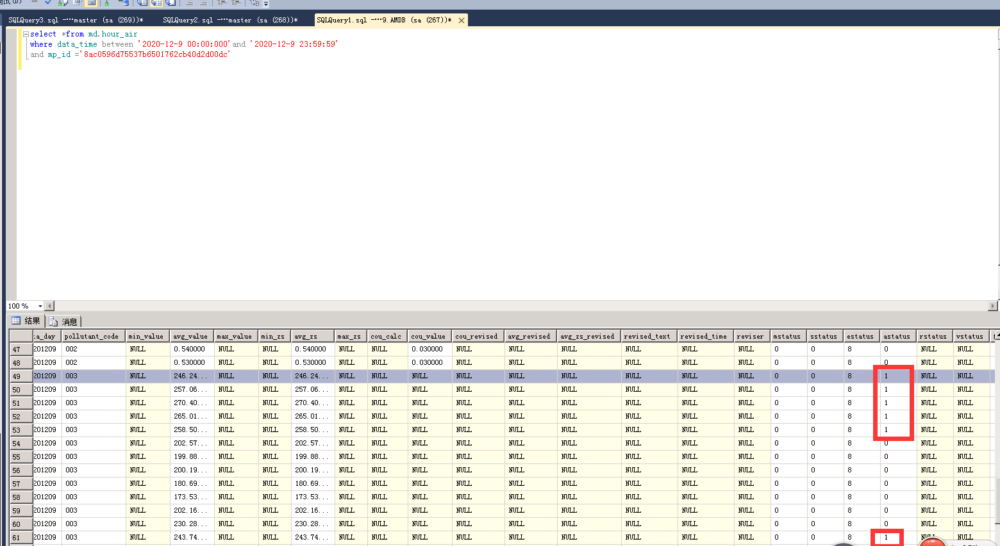 SQLQuery3.sql -...master (sa (269))* SQLQuery2.sql -...master (sa (268))* SQLQuery1.sql -...9.AMDB (sa (267))*
select *from md.hour_air
where data_time between '2020-12-9 00:00:000'and '2020-12-9 23:59:59'
and mp_id ='8ac0596d75537b6501762cb40d2d00dc'
100 %
结果 消息
a_day pollutant_code min_value avg_value max_value min_zs avg_zs max_zs cou_calc cou_value cou_revised avg_revised avg_zs_revised revised_text revised_time reviser mstatus sstatus estatus astatus rstatus vstatus
47 201209 002 NULL 0.540000 NULL NULL 0.540000 NULL NULL 0.030000 NULL NULL NULL NULL NULL NULL 0 0 8 0 NULL NULL
48 201209 002 NULL 0.530000 NULL NULL 0.530000 NULL NULL 0.030000 NULL NULL NULL NULL NULL NULL 0 0 8 0 NULL NULL
49 201209 003 NULL 246.24... NULL NULL 246.24... NULL NULL NULL NULL NULL NULL NULL NULL NULL 0 0 8 1 NULL NULL
50 201209 003 NULL 257.06... NULL NULL 257.06... NULL NULL NULL NULL NULL NULL NULL NULL NULL 0 0 8 1 NULL NULL
51 201209 003 NULL 270.40... NULL NULL 270.40... NULL NULL NULL NULL NULL NULL NULL NULL NULL 0 0 8 1 NULL NULL
52 201209 003 NULL 265.01... NULL NULL 265.01... NULL NULL NULL NULL NULL NULL NULL NULL NULL 0 0 8 1 NULL NULL
53 201209 003 NULL 258.50... NULL NULL 258.50... NULL NULL NULL NULL NULL NULL NULL NULL NULL 0 0 8 1 NULL NULL
54 201209 003 NULL 202.57... NULL NULL 202.57... NULL NULL NULL NULL NULL NULL NULL NULL NULL 0 0 8 0 NULL NULL
55 201209 003 NULL 199.88... NULL NULL 199.88... NULL NULL NULL NULL NULL NULL NULL NULL NULL 0 0 8 0 NULL NULL
56 201209 003 NULL 200.19... NULL NULL 200.19... NULL NULL NULL NULL NULL NULL NULL NULL NULL 0 0 8 0 NULL NULL
57 201209 003 NULL 180.69... NULL NULL 180.69... NULL NULL NULL NULL NULL NULL NULL NULL NULL 0 0 8 0 NULL NULL
58 201209 003 NULL 173.53... NULL NULL 173.53... NULL NULL NULL NULL NULL NULL NULL NULL NULL 0 0 8 0 NULL NULL
59 201209 003 NULL 202.16... NULL NULL 202.16... NULL NULL NULL NULL NULL NULL NULL NULL NULL 0 0 8 0 NULL NULL
60 201209 003 NULL 230.28... NULL NULL 230.28... NULL NULL NULL NULL NULL NULL NULL NULL NULL 0 0 8 0 NULL NULL
61 201209 003 NULL 243.74... NULL NULL 243.74... NULL NULL NULL NULL NULL NULL NULL NULL NULL 0 0 8 1 NULL NULL